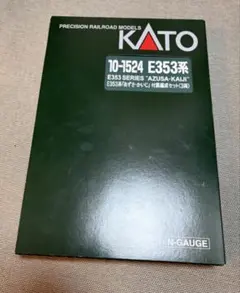 PRECISION RAILROAD MODELS
KATO
10-1524 E353系
E353 SERIES "AZUSA・KAIJI"
E353系「あずさ・かいじ」付属編成セット(3両)
N-GAUGE